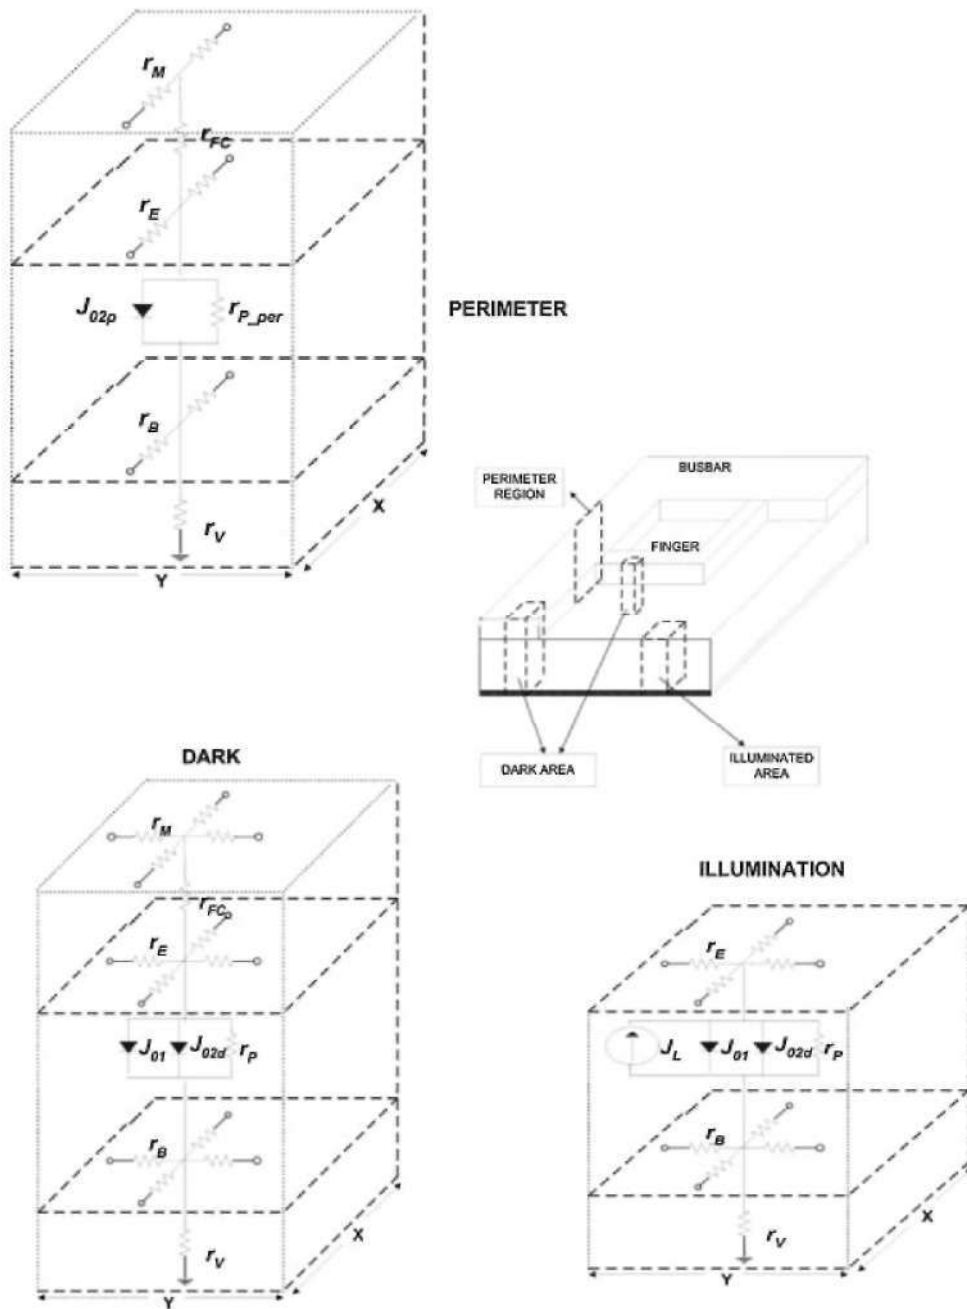 r_M
r_FC
r_E
J_02p
r_P_per
PERIMETER
r_B
X
r_V
Y
BUSBAR
PERIMETER
REGION
FINGER
DARK AREA
ILLUMINATED
AREA
DARK
r_M
r_FC
r_E
J_01
J_02d
r_P
r_B
X
r_V
Y
ILLUMINATION
r_E
J_L
J_01
J_02d
r_P
r_B
X
r_V
Y